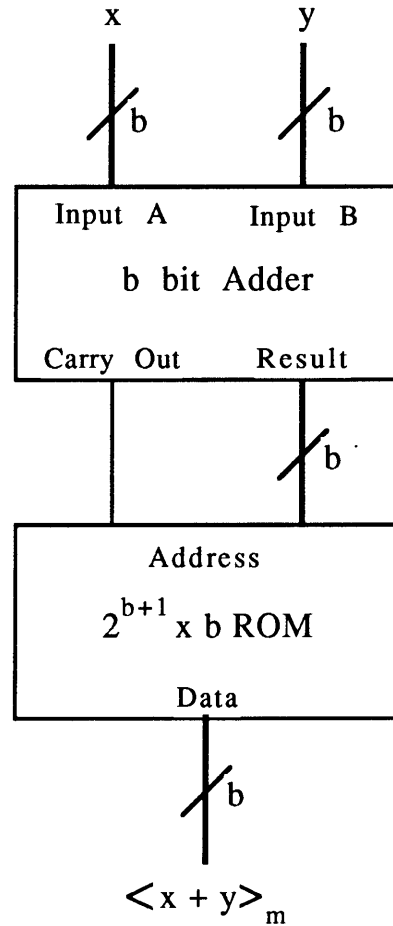 x y
b b
Input A Input B
b bit Adder
Carry Out Result
b
Address
2^{b+1} x b ROM
Data
b
<x + y>_m